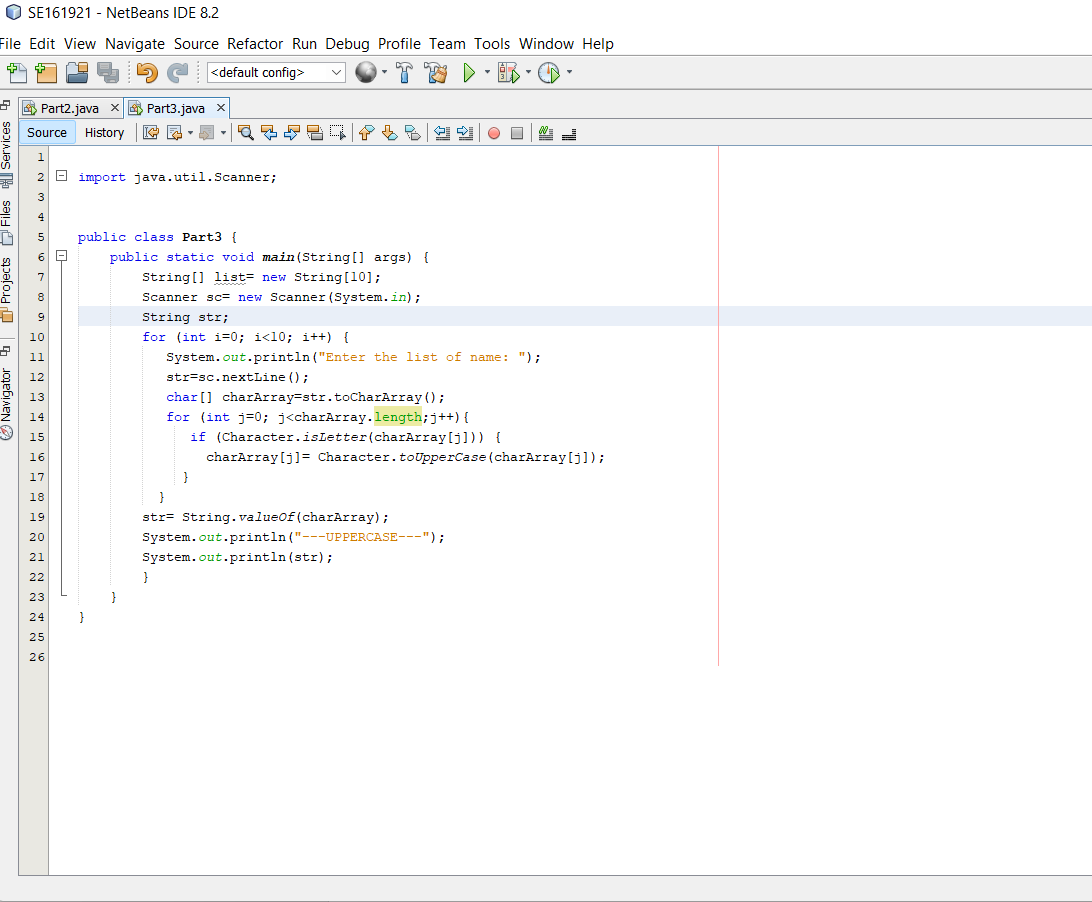 SE161921 - NetBeans IDE 8.2
File Edit View Navigate Source Refactor Run Debug Profile Team Tools Window Help
<default config>
Part2.java Part3.java
Source History
Services
Files
Projects
Navigator
1
2 import java.util.Scanner;
3
4
5 public class Part3 {
6 public static void main(String[] args) {
7 String[] list= new String[10];
8 Scanner sc= new Scanner(System.in);
9 String str;
10 for (int i=0; i<10; i++) {
11 System.out.println("Enter the list of name: ");
12 str=sc.nextLine();
13 char[] charArray=str.toCharArray();
14 for (int j=0; j<charArray.length;j++){
15 if (Character.isLetter(charArray[j])) {
16 charArray[j]= Character.toUpperCase(charArray[j]);
17 }
18 }
19 str= String.valueOf(charArray);
20 System.out.println("---UPPERCASE---");
21 System.out.println(str);
22 }
23 }
24 }
25
26